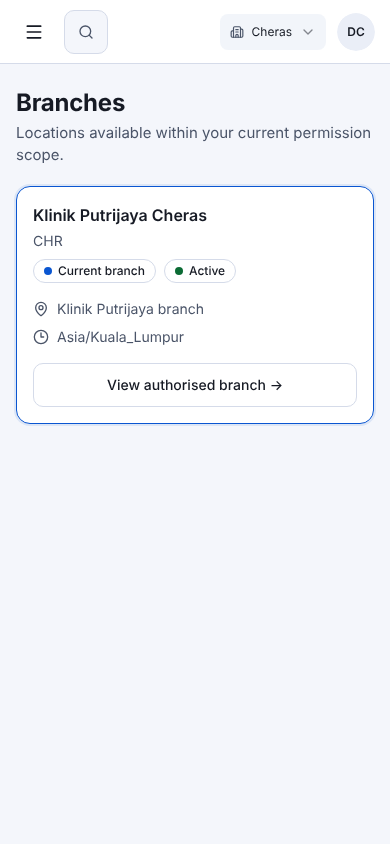 Cheras
DC
Branches
Locations available within your current permission
scope.
Klinik Putrijaya Cheras
CHR
Current branch
Active
Klinik Putrijaya branch
Asia/Kuala_Lumpur
View authorised branch →